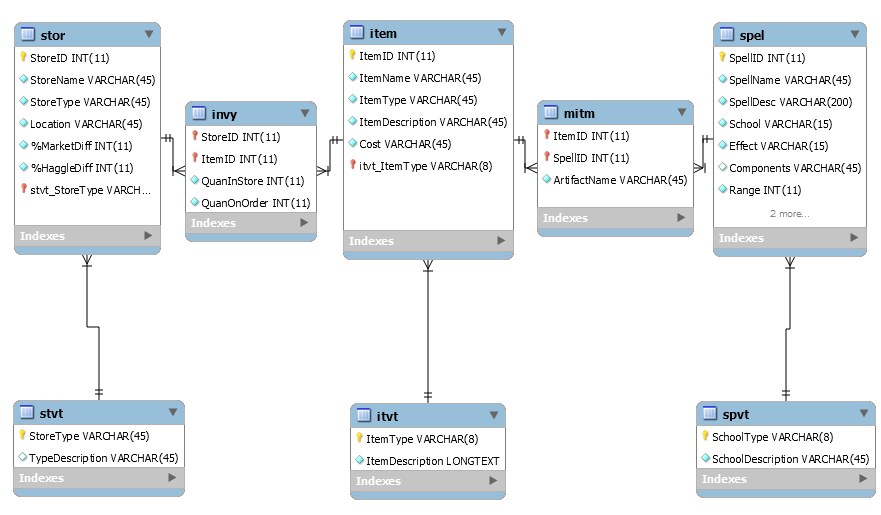 stor
StoreID INT(11)
StoreName VARCHAR(45)
StoreType VARCHAR(45)
Location VARCHAR(45)
%MarketDiff INT(11)
%HaggleDiff INT(11)
stvt_StoreType VARCH...
Indexes
invy
StoreID INT(11)
ItemID INT(11)
QuanInStore INT(11)
QuanOnOrder INT(11)
Indexes
item
ItemID INT(11)
ItemName VARCHAR(45)
ItemType VARCHAR(45)
ItemDescription VARCHAR(45)
Cost VARCHAR(45)
itvt_ItemType VARCHAR(8)
Indexes
mitm
ItemID INT(11)
SpellID INT(11)
ArtifactName VARCHAR(45)
Indexes
spel
SpellID INT(11)
SpellName VARCHAR(45)
SpellDesc VARCHAR(200)
School VARCHAR(15)
Effect VARCHAR(15)
Components VARCHAR(45)
Range INT(11)
2 more...
Indexes
stvt
StoreType VARCHAR(45)
TypeDescription VARCHAR(45)
Indexes
itvt
ItemType VARCHAR(8)
ItemDescription LONGTEXT
Indexes
spvt
SchoolType VARCHAR(8)
SchoolDescription VARCHAR(45)
Indexes